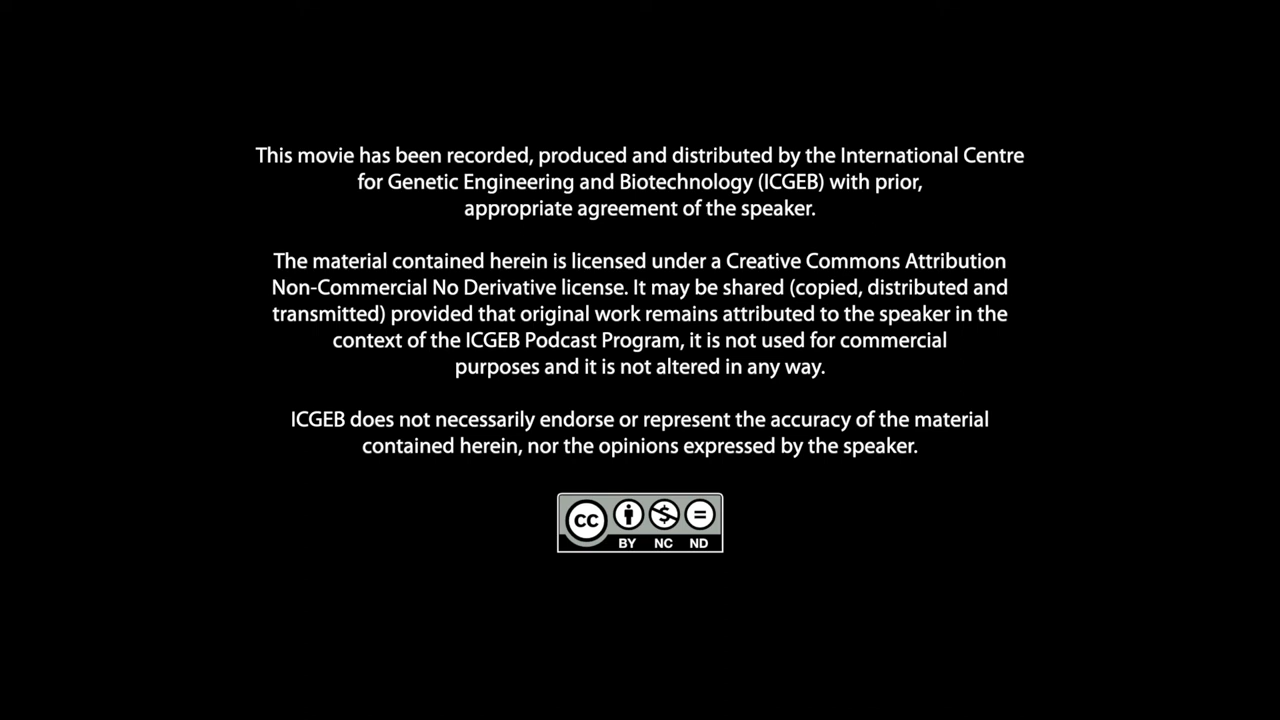 This movie has been recorded, produced and distributed by the International Centre
for Genetic Engineering and Biotechnology (ICGEB) with prior,
appropriate agreement of the speaker.
The material contained herein is licensed under a Creative Commons Attribution
Non-Commercial No Derivative license. It may be shared (copied, distributed and
transmitted) provided that original work remains attributed to the speaker in the
context of the ICGEB Podcast Program, it is not used for commercial
purposes and it is not altered in any way.
ICGEB does not necessarily endorse or represent the accuracy of the material
contained herein, nor the opinions expressed by the speaker.
CC
BY NC ND